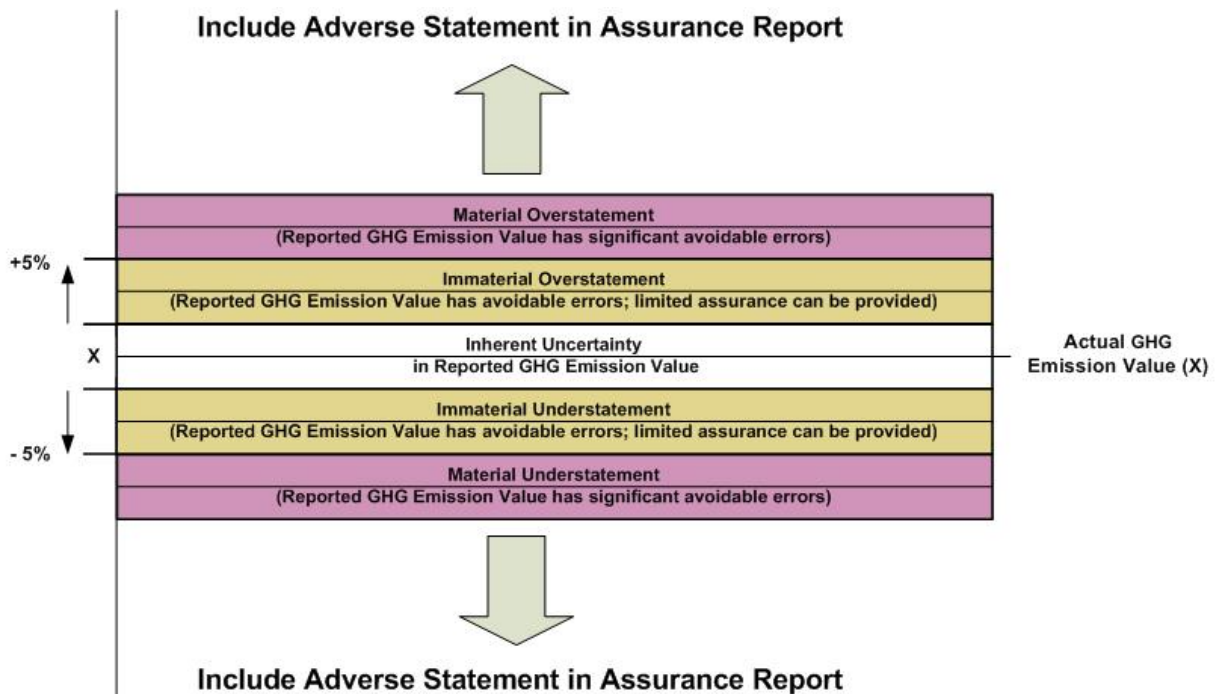 Include Adverse Statement in Assurance Report
Material Overstatement
(Reported GHG Emission Value has significant avoidable errors)
+5%
Immaterial Overstatement
(Reported GHG Emission Value has avoidable errors; limited assurance can be provided)
X
Inherent Uncertainty
in Reported GHG Emission Value
Actual GHG
Emission Value (X)
Immaterial Understatement
(Reported GHG Emission Value has avoidable errors; limited assurance can be provided)
- 5%
Material Understatement
(Reported GHG Emission Value has significant avoidable errors)
Include Adverse Statement in Assurance Report